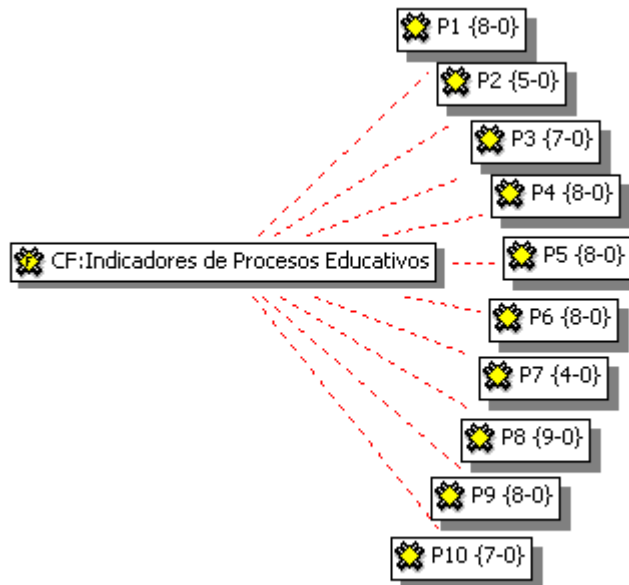 P1 {8-0}
P2 {5-0}
P3 {7-0}
P4 {8-0}
CF:Indicadores de Procesos Educativos
P5 {8-0}
P6 {8-0}
P7 {4-0}
P8 {9-0}
P9 {8-0}
P10 {7-0}